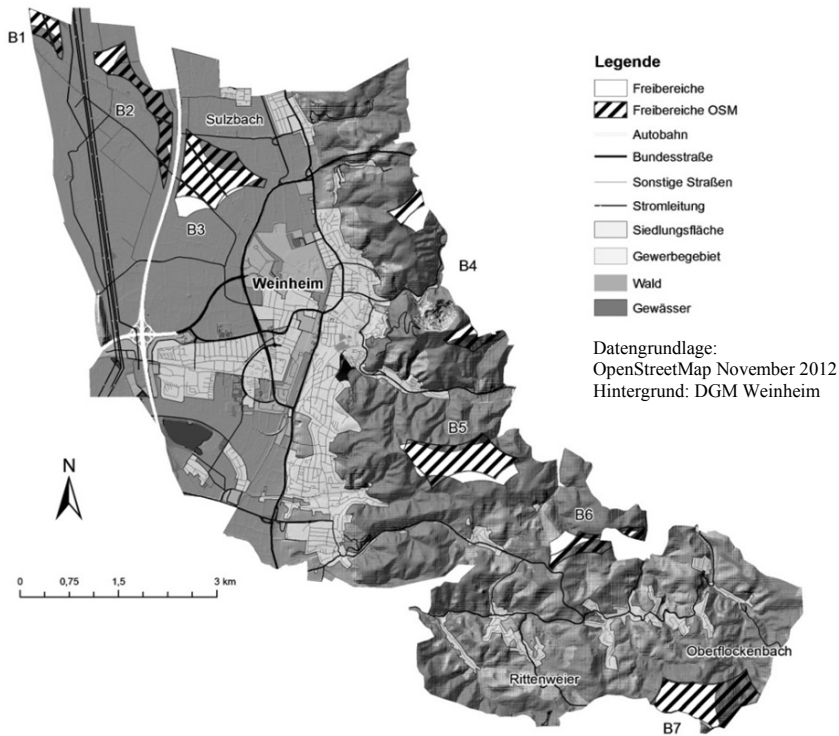 B1
B2
Sulzbach
B3
Weinheim
B4
B5
B6
N
0 0,75 1,5 3 km
Rittenweier
Oberflockenbach
B7
Legende
Freibereiche
Freibereiche OSM
Autobahn
Bundesstraße
Sonstige Straßen
Stromleitung
Siedlungsfläche
Gewerbegebiet
Wald
Gewässer
Datengrundlage:
OpenStreetMap November 2012
Hintergrund: DGM Weinheim